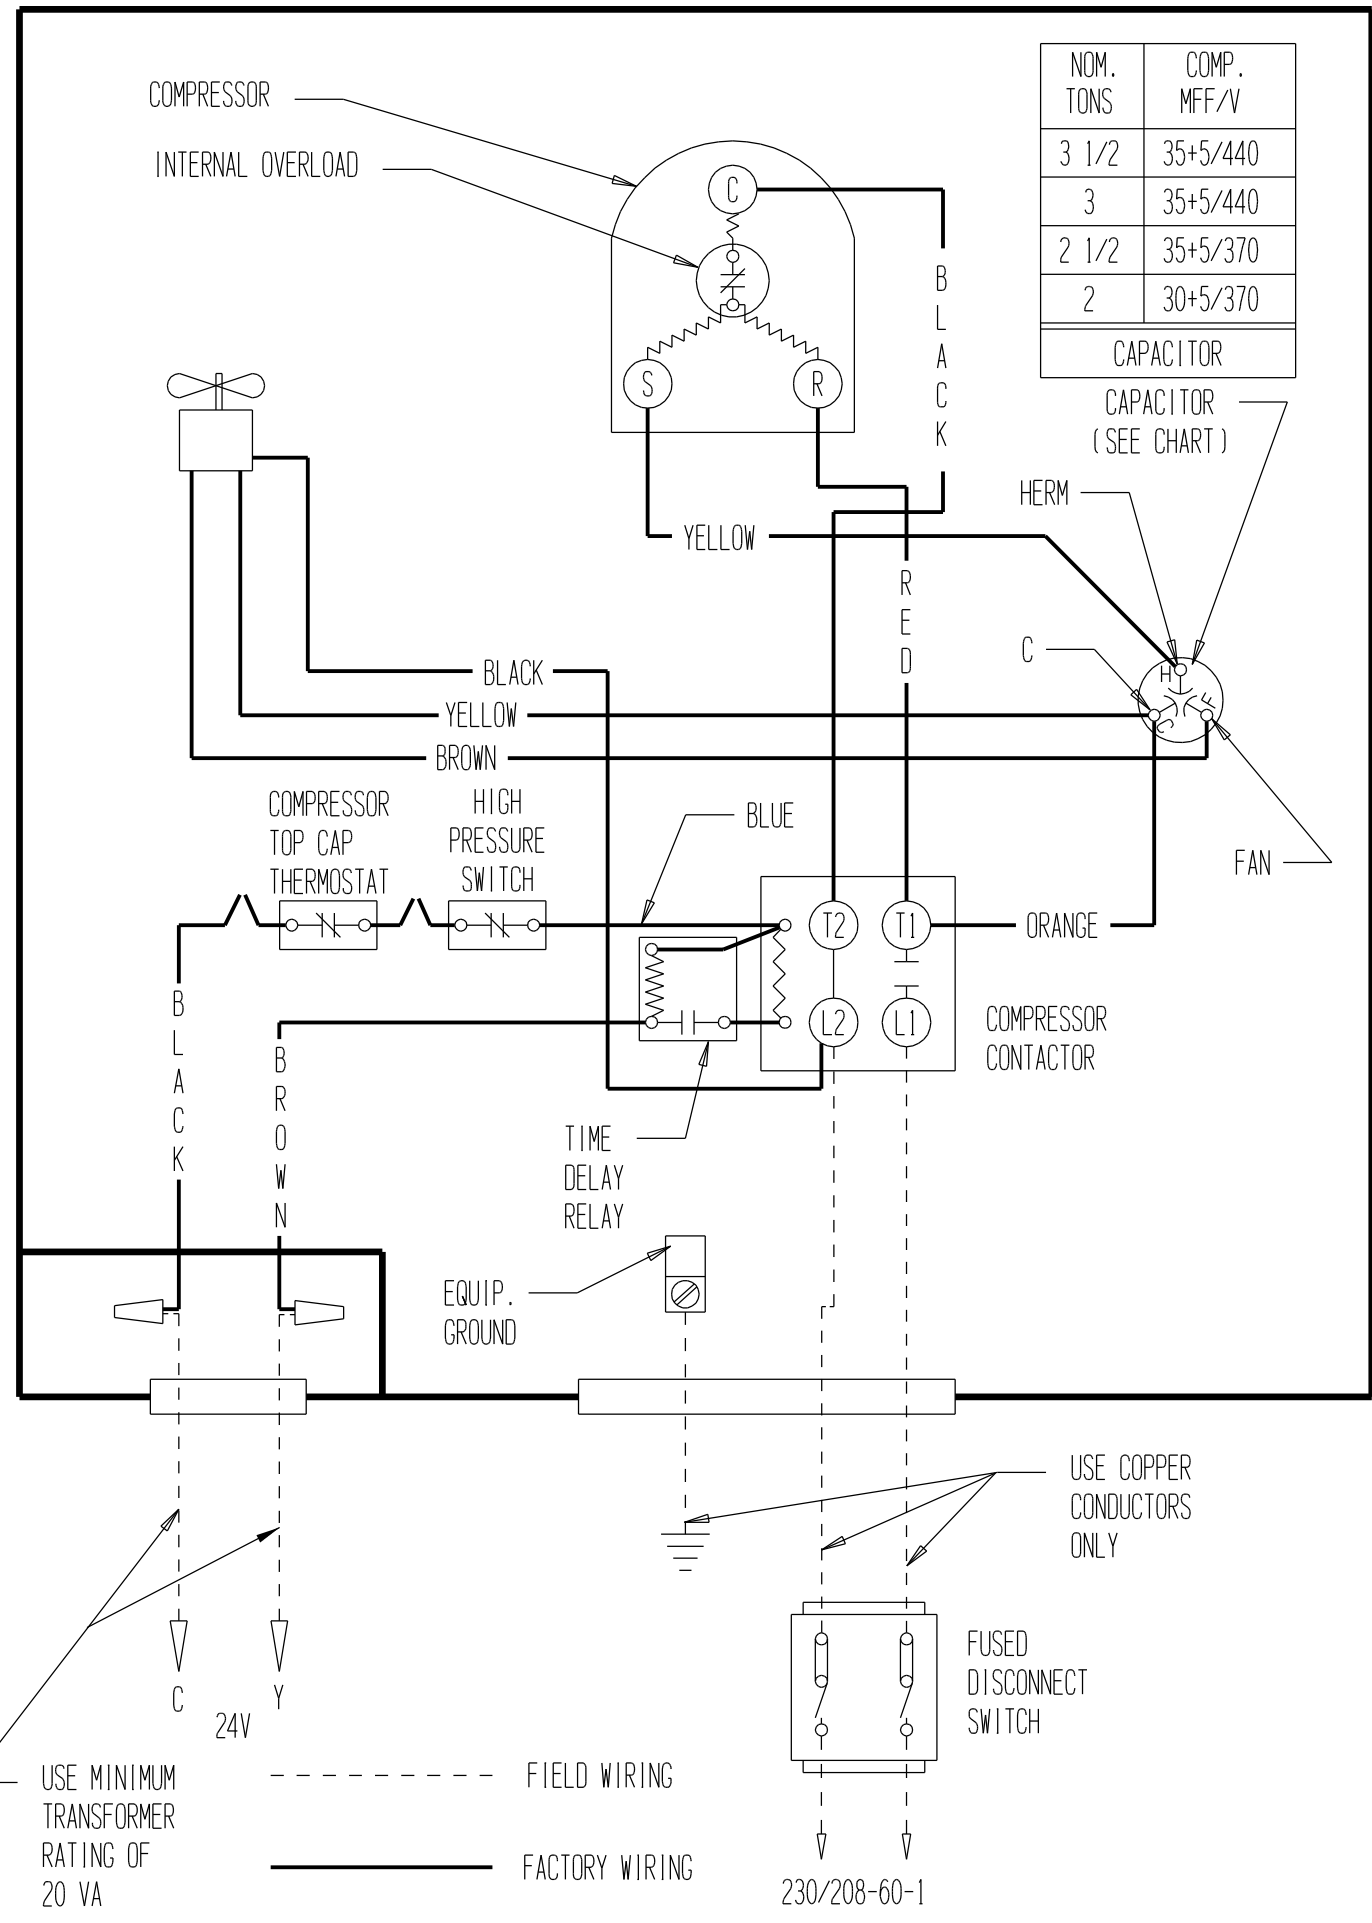 NOM. TONS COMP. MFF/V
3 1/2 35+5/440
3 35+5/440
2 1/2 35+5/370
2 30+5/370
CAPACITOR
COMPRESSOR
INTERNAL OVERLOAD
C
S
R
BLACK
CAPACITOR
(SEE CHART)
HERM
YELLOW
RED
C
H
C
F
BLACK
YELLOW
BROWN
COMPRESSOR
TOP CAP
THERMOSTAT
HIGH
PRESSURE
SWITCH
BLUE
FAN
T2
T1
ORANGE
L2
L1
COMPRESSOR
CONTACTOR
BLACK
BROWN
TIME
DELAY
RELAY
EQUIP.
GROUND
USE COPPER
CONDUCTORS
ONLY
FUSED
DISCONNECT
SWITCH
C
Y
24V
USE MINIMUM
TRANSFORMER
RATING OF
20 VA
FIELD WIRING
FACTORY WIRING
230/208-60-1